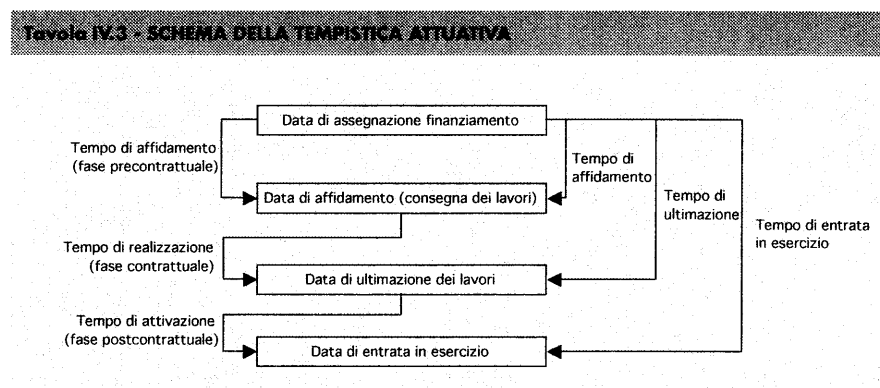 Tavola IV.3 - SCHEMA DELLA TEMPISTICA ATTUATIVA
Data di assegnazione finanziamento
Tempo di affidamento
(fase precontrattuale)
Tempo di
affidamento
Data di affidamento (consegna dei lavori)
Tempo di
ultimazione
Tempo di entrata
in esercizio
Tempo di realizzazione
(fase contrattuale)
Data di ultimazione dei lavori
Tempo di attivazione
(fase postcontrattuale)
Data di entrata in esercizio